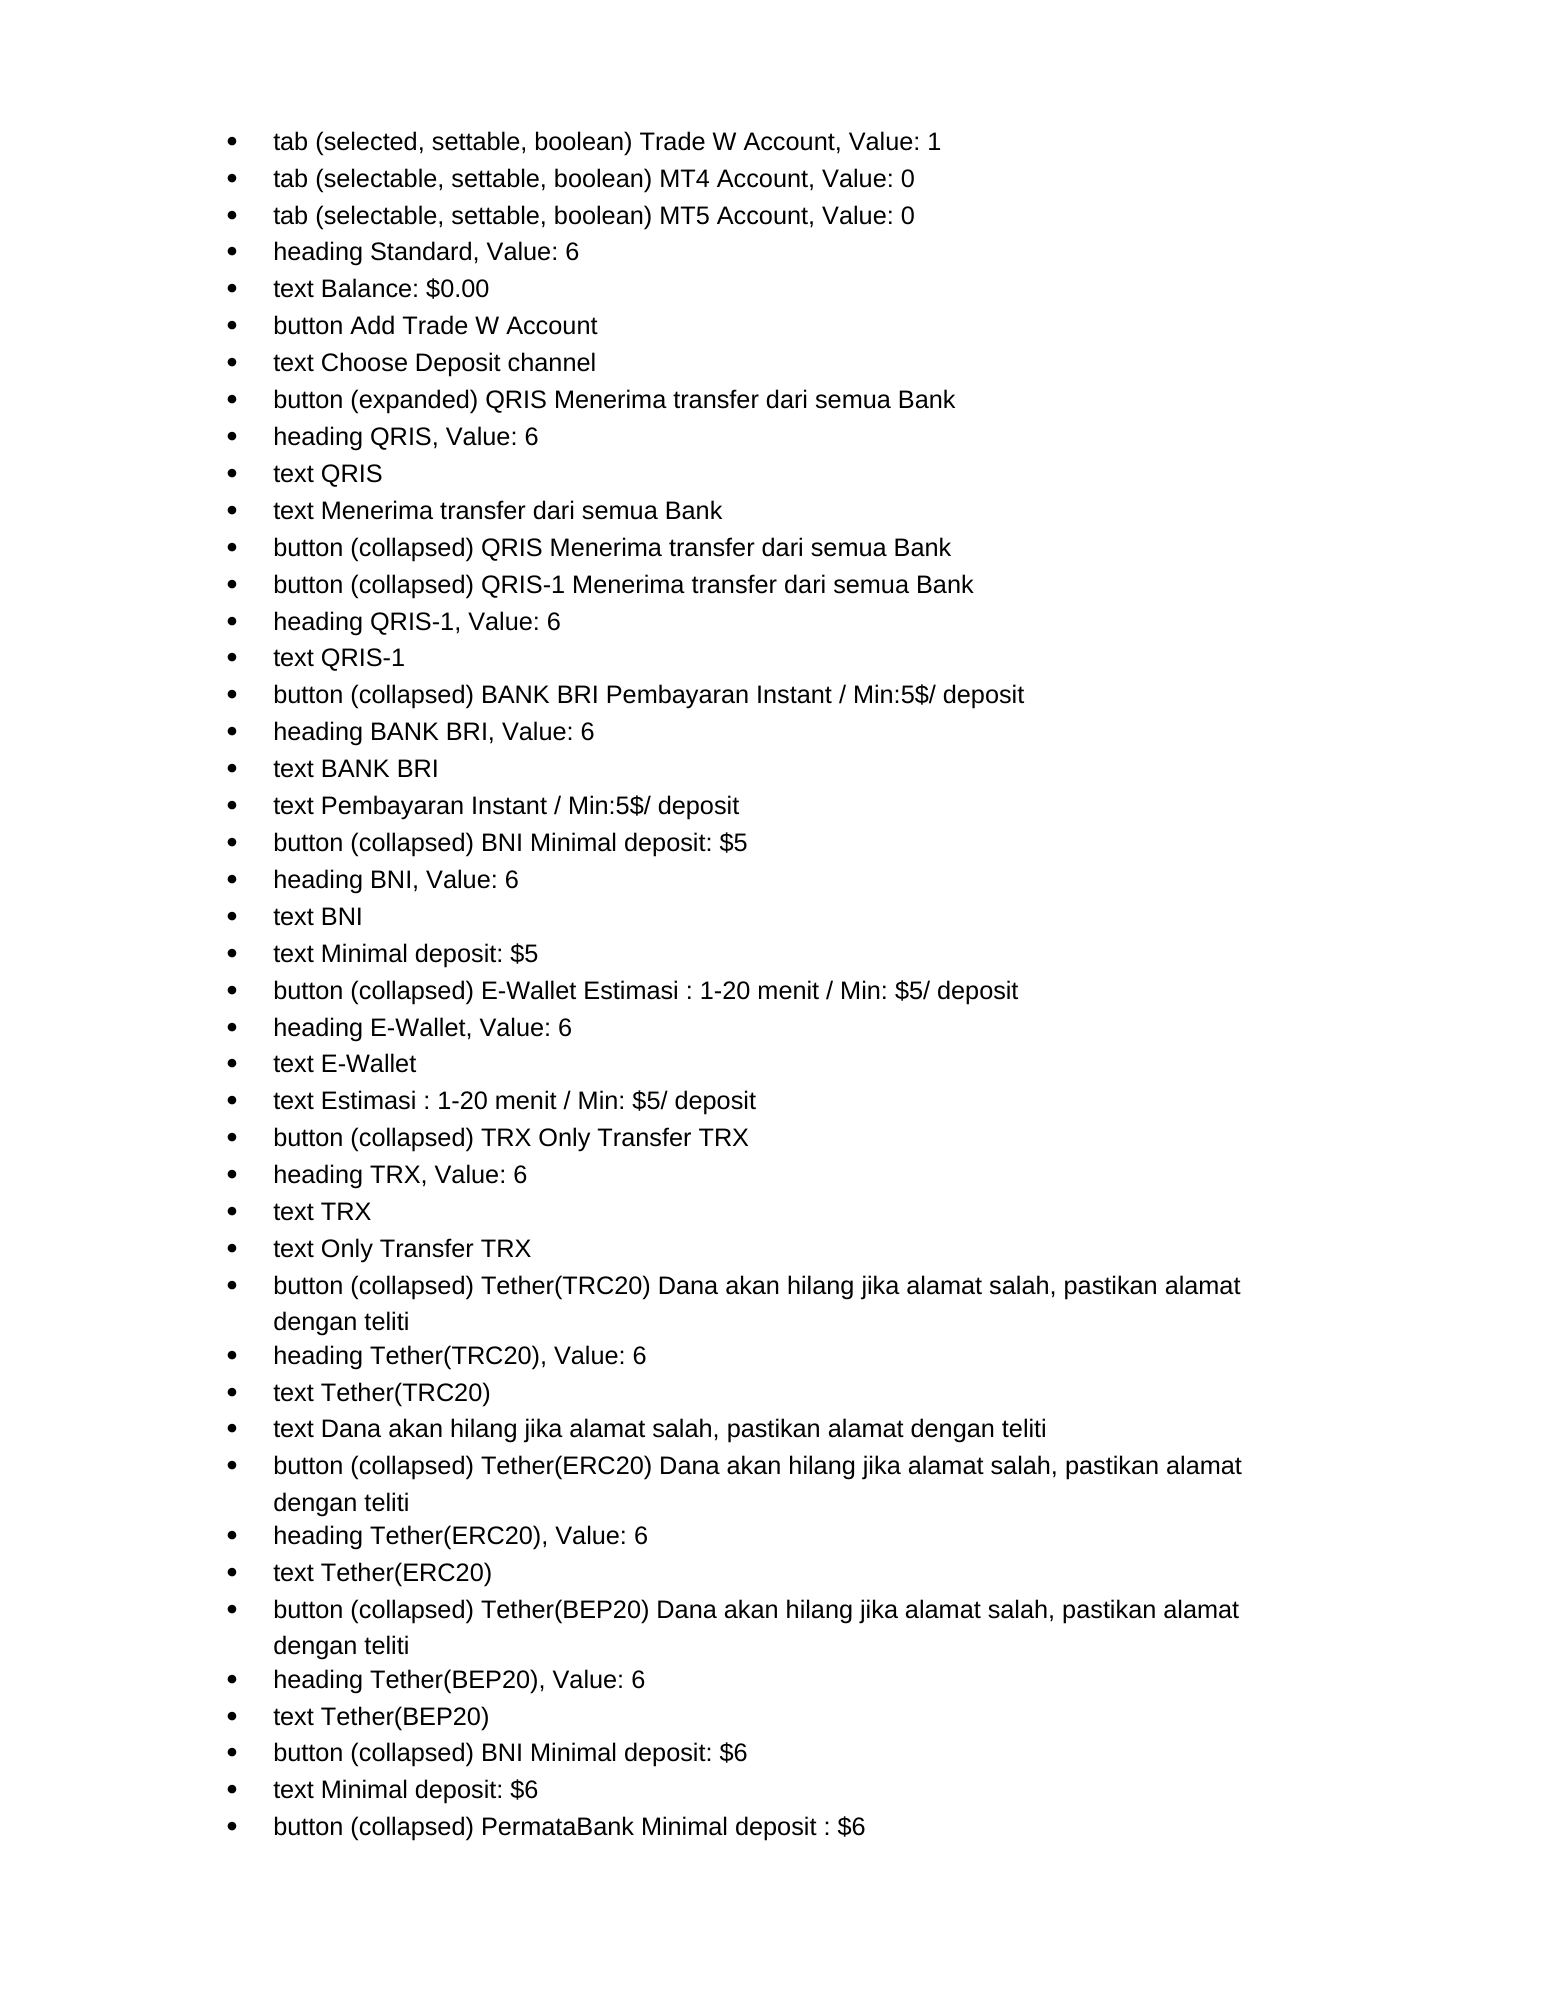 • tab (selected, settable, boolean) Trade W Account, Value: 1
• tab (selectable, settable, boolean) MT4 Account, Value: 0
• tab (selectable, settable, boolean) MT5 Account, Value: 0
• heading Standard, Value: 6
• text Balance: $0.00
• button Add Trade W Account
• text Choose Deposit channel
• button (expanded) QRIS Menerima transfer dari semua Bank
• heading QRIS, Value: 6
• text QRIS
• text Menerima transfer dari semua Bank
• button (collapsed) QRIS Menerima transfer dari semua Bank
• button (collapsed) QRIS-1 Menerima transfer dari semua Bank
• heading QRIS-1, Value: 6
• text QRIS-1
• button (collapsed) BANK BRI Pembayaran Instant / Min:5$/ deposit
• heading BANK BRI, Value: 6
• text BANK BRI
• text Pembayaran Instant / Min:5$/ deposit
• button (collapsed) BNI Minimal deposit: $5
• heading BNI, Value: 6
• text BNI
• text Minimal deposit: $5
• button (collapsed) E-Wallet Estimasi : 1-20 menit / Min: $5/ deposit
• heading E-Wallet, Value: 6
• text E-Wallet
• text Estimasi : 1-20 menit / Min: $5/ deposit
• button (collapsed) TRX Only Transfer TRX
• heading TRX, Value: 6
• text TRX
• text Only Transfer TRX
• button (collapsed) Tether(TRC20) Dana akan hilang jika alamat salah, pastikan alamat
dengan teliti
• heading Tether(TRC20), Value: 6
• text Tether(TRC20)
• text Dana akan hilang jika alamat salah, pastikan alamat dengan teliti
• button (collapsed) Tether(ERC20) Dana akan hilang jika alamat salah, pastikan alamat
dengan teliti
• heading Tether(ERC20), Value: 6
• text Tether(ERC20)
• button (collapsed) Tether(BEP20) Dana akan hilang jika alamat salah, pastikan alamat
dengan teliti
• heading Tether(BEP20), Value: 6
• text Tether(BEP20)
• button (collapsed) BNI Minimal deposit: $6
• text Minimal deposit: $6
• button (collapsed) PermataBank Minimal deposit : $6